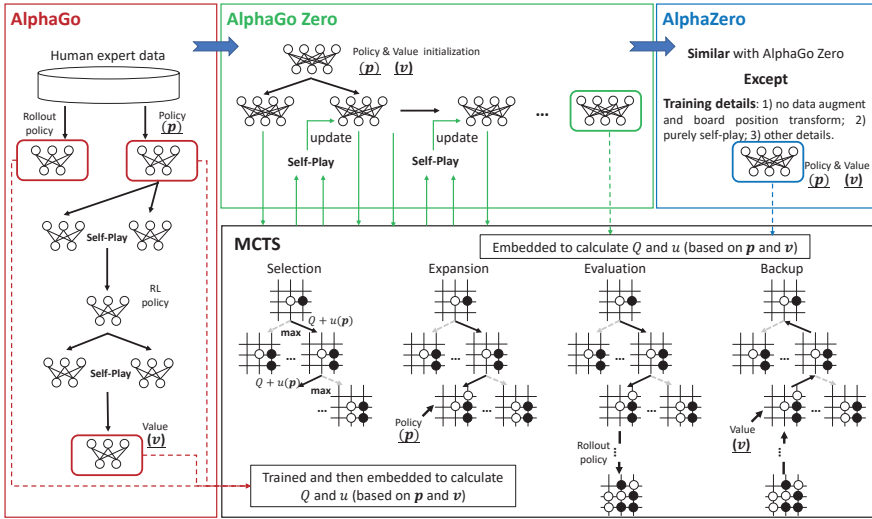 AlphaGo
Human expert data
Rollout
policy
Policy
(p)
Self-Play
RL
policy
Self-Play
Value
(v)
AlphaGo Zero
Policy & Value initialization
(p) (v)
update
Self-Play
update
Self-Play
...
AlphaZero
Similar with AlphaGo Zero
Except
Training details: 1) no data augment
and board position transform; 2)
purely self-play; 3) other details.
Policy & Value
(p) (v)
MCTS
Embedded to calculate Q and u (based on p and v)
Selection
Expansion
Evaluation
Backup
Q + u(p)
max
...
Q + u(p)
max
...
...
Policy
(p)
...
...
Rollout
policy
...
...
...
Value
(v)
...
...
Trained and then embedded to calculate
Q and u (based on p and v)